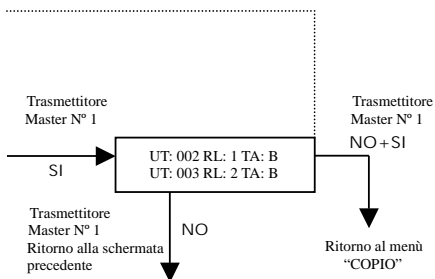 Trasmettitore
Master Nº 1
SI
UT: 002 RL: 1 TA: B
UT: 003 RL: 2 TA: B
Trasmettitore
Master Nº 1
NO+SI
Trasmettitore
Master Nº 1
Ritorno alla schermata
precedente
NO
Ritorno al menù
“COPIO”